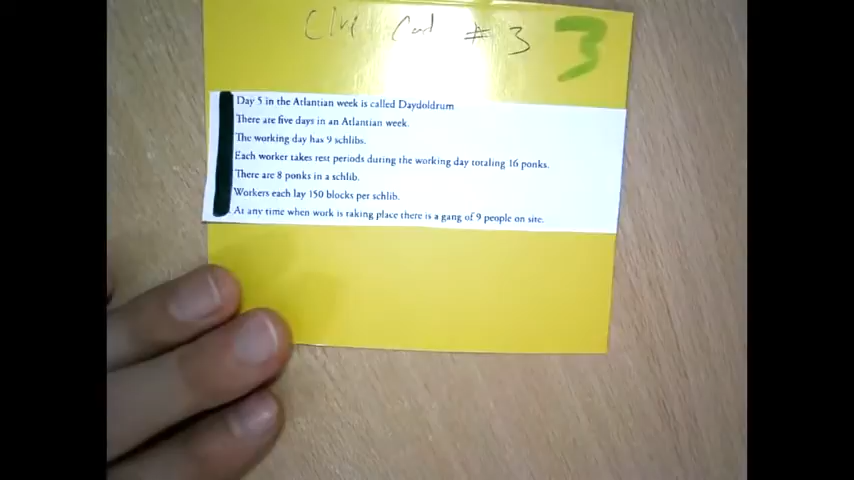 Clue Card # 3 3
Day 5 in the Atlantian week is called Daydoldrum
There are five days in an Atlantian week.
The working day has 9 schlibs.
Each worker takes rest periods during the working day totaling 16 ponks.
There are 8 ponks in a schlib.
Workers each lay 150 blocks per schlib.
At any time when work is taking place there is a gang of 9 people on site.